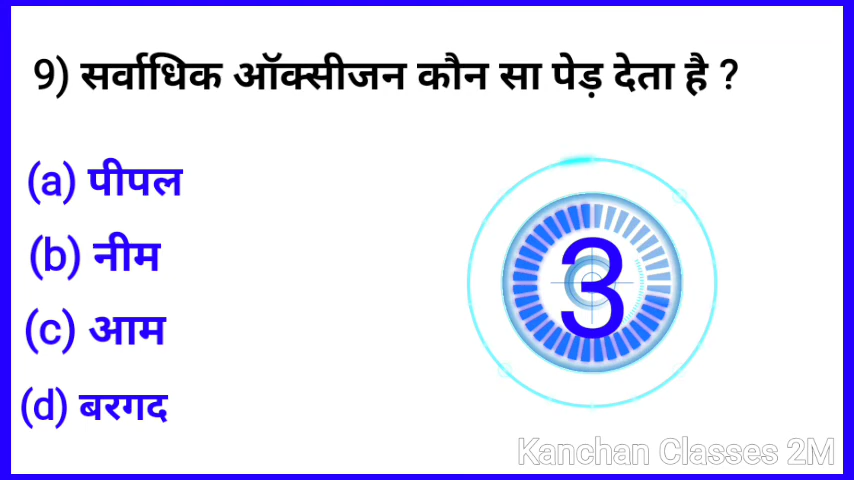 9) सर्वाधिक ऑक्सीजन कौन सा पेड़ देता है ?
(a) पीपल
(b) नीम
(c) आम
(d) बरगद
3
Kanchan Classes 2M